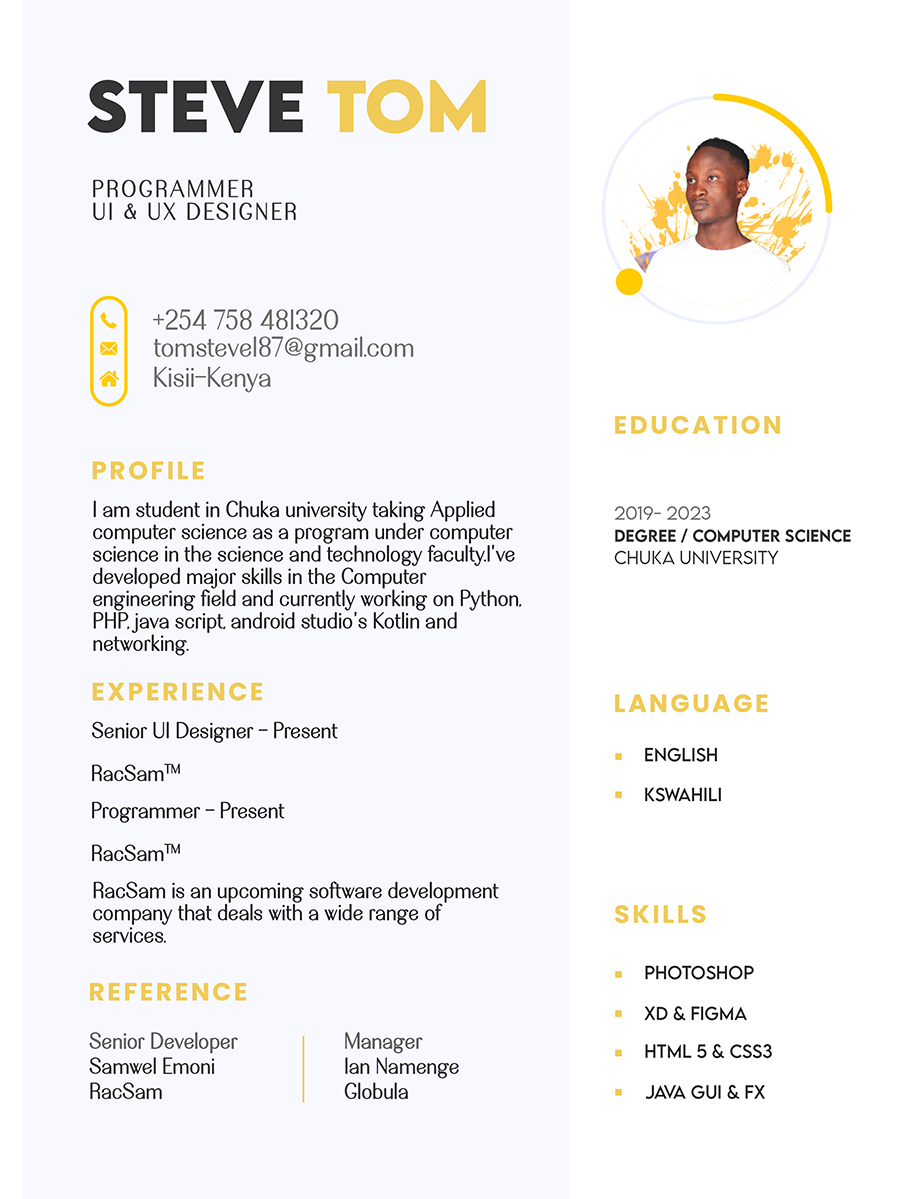 STEVE TOM
PROGRAMMER
UI & UX DESIGNER
+254 758 481320
tomsteve187@gmail.com
Kisii-Kenya
PROFILE
I am student in Chuka university taking Applied
computer science as a program under computer
science in the science and technology faculty.I've
developed major skills in the Computer
engineering field and currently working on Python,
PHP, java script, android studio's Kotlin and
networking.
EXPERIENCE
Senior UI Designer - Present
RacSam™
Programmer - Present
RacSam™
RacSam is an upcoming software development
company that deals with a wide range of
services.
REFERENCE
Senior Developer
Samwel Emoni
RacSam
Manager
Ian Namenge
Globula
EDUCATION
2019- 2023
DEGREE / COMPUTER SCIENCE
CHUKA UNIVERSITY
LANGUAGE
ENGLISH
KSWAHILI
SKILLS
PHOTOSHOP
XD & FIGMA
HTML 5 & CSS3
JAVA GUI & FX